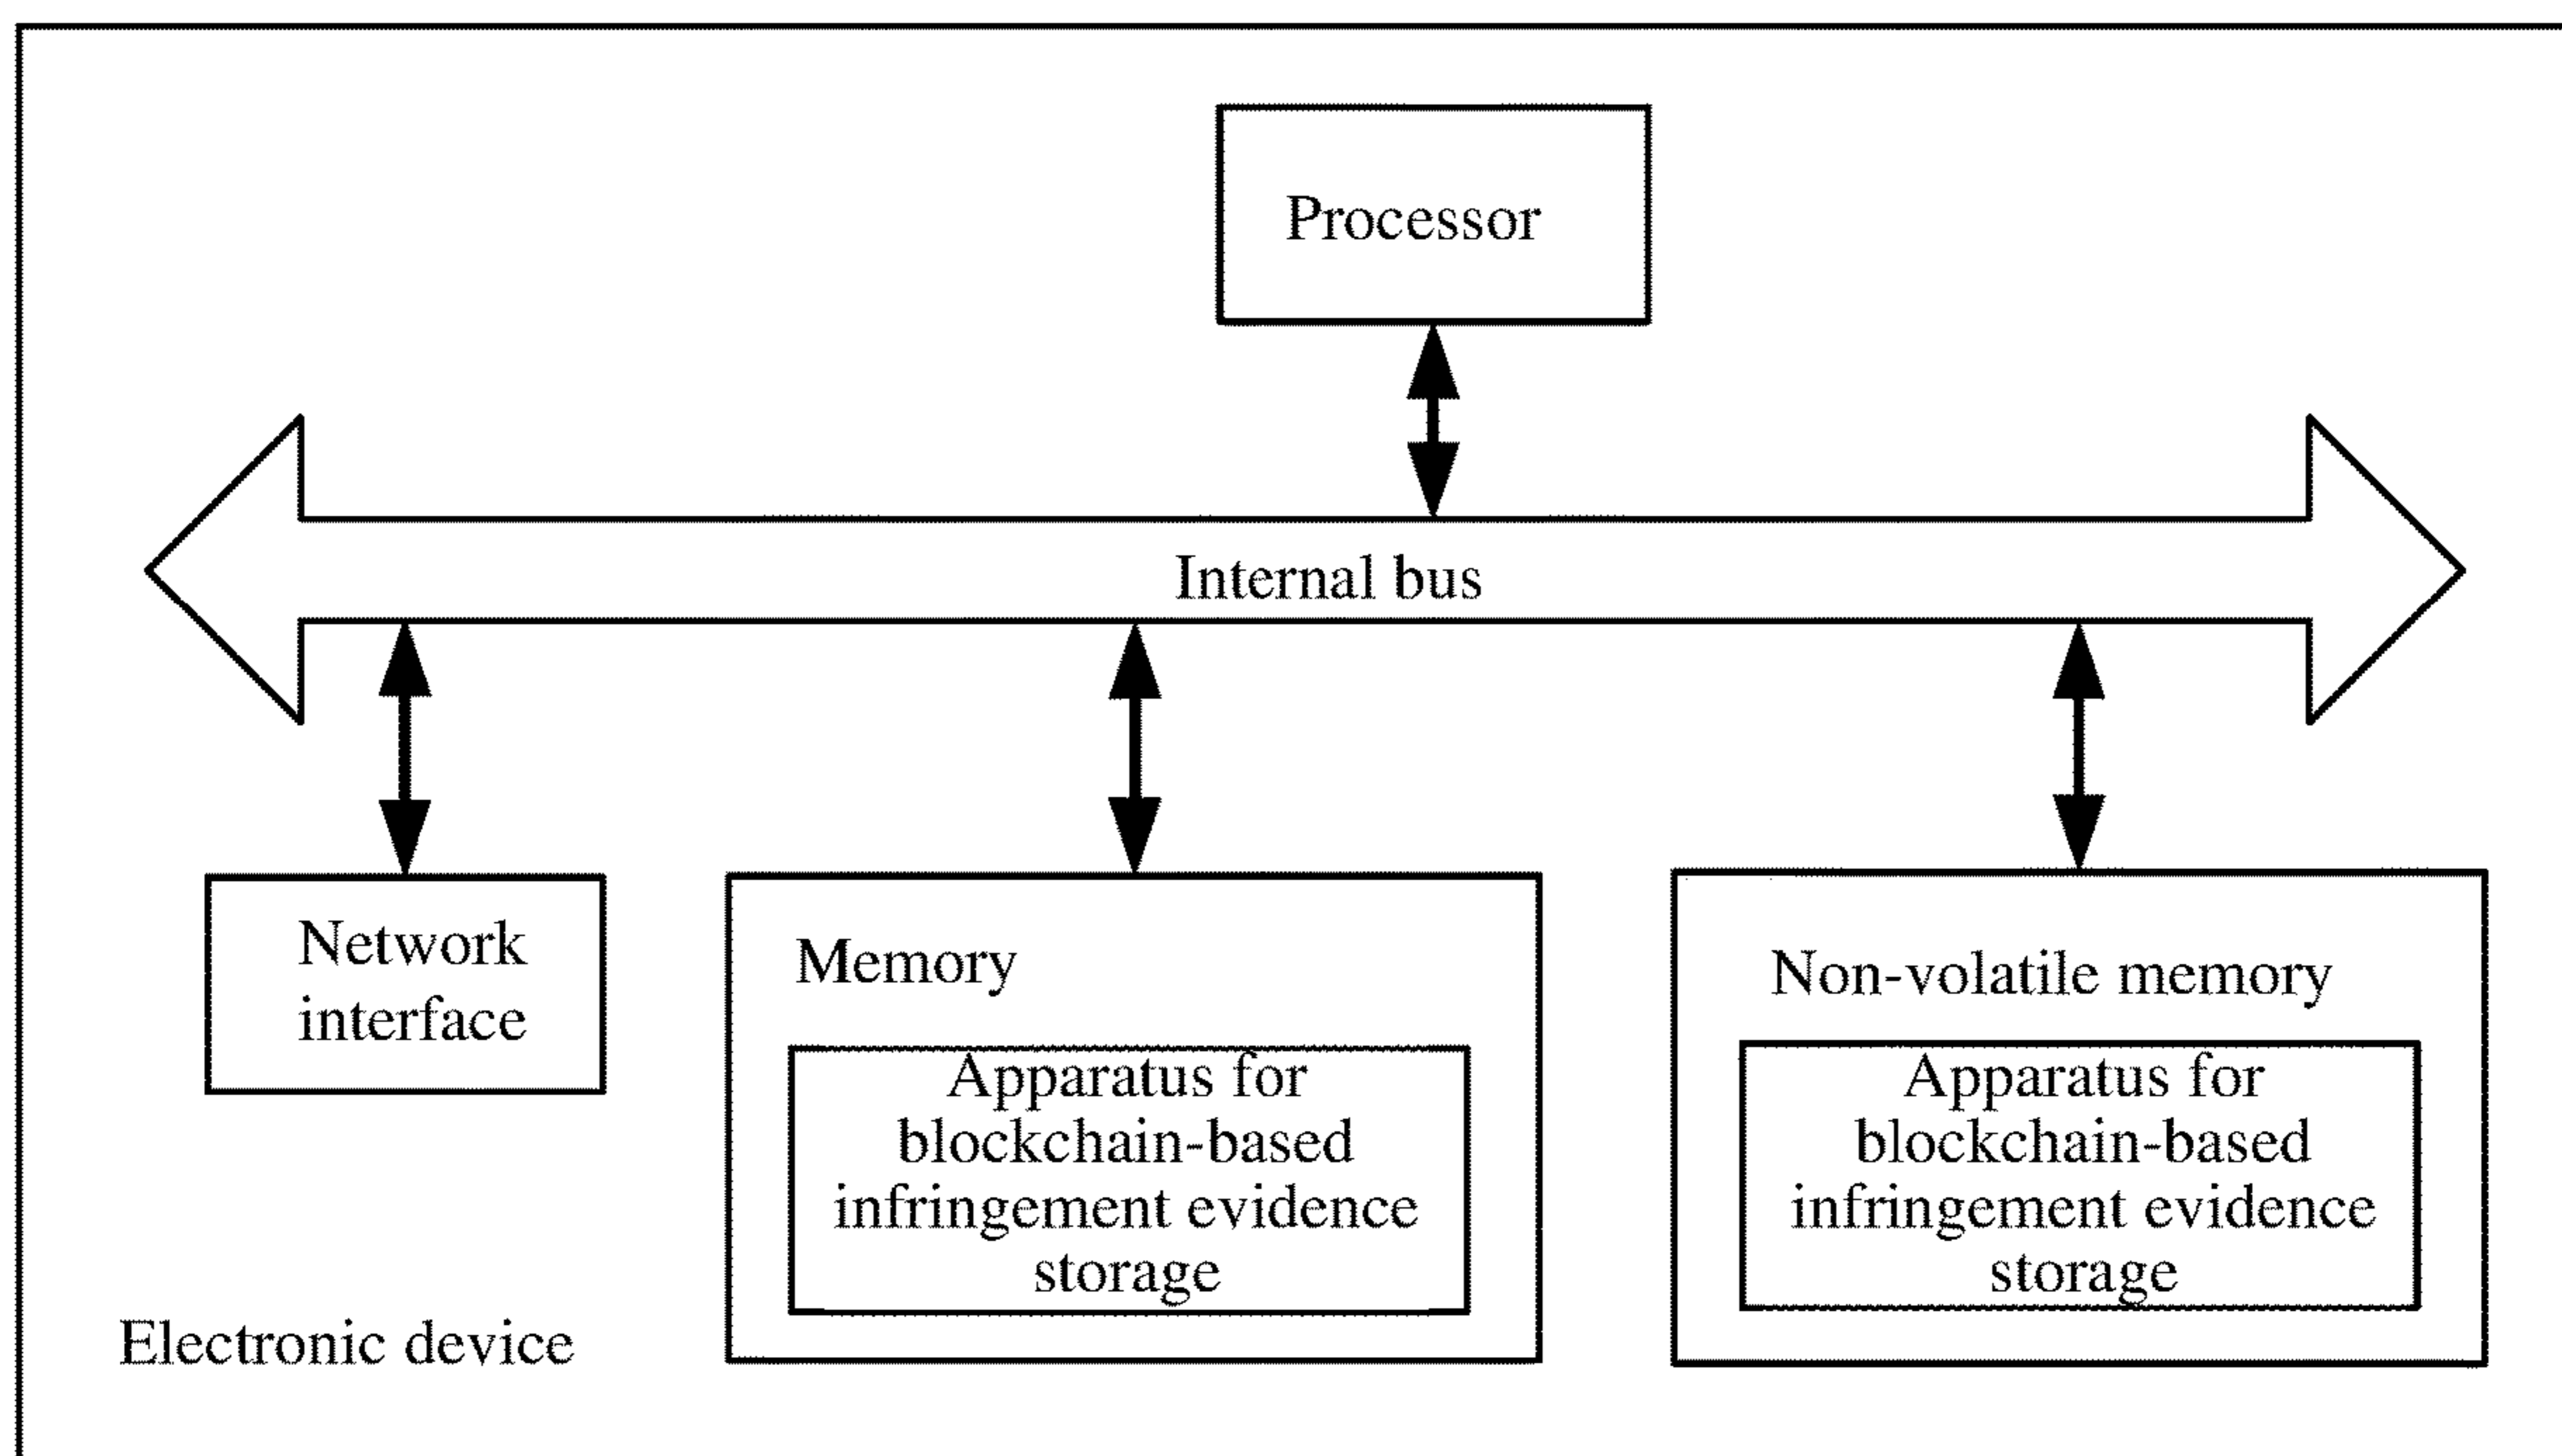 Processor
Internal bus
Network
interface
Memory
Apparatus for
blockchain-based
infringement evidence
storage
Non-volatile memory
Apparatus for
blockchain-based
infringement evidence
storage
Electronic device